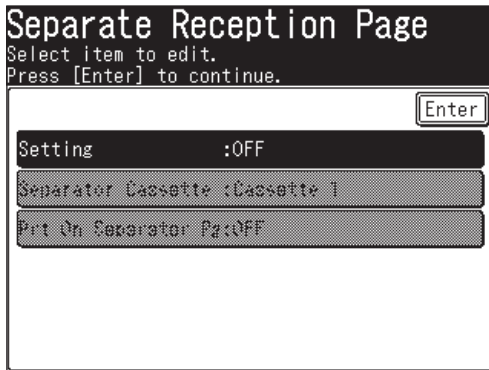 Separate Reception Page
Select item to edit.
Press [Enter] to continue.
Enter
Setting :OFF
Separator Cassette :Cassette 1
Prt On Separator Pg:OFF